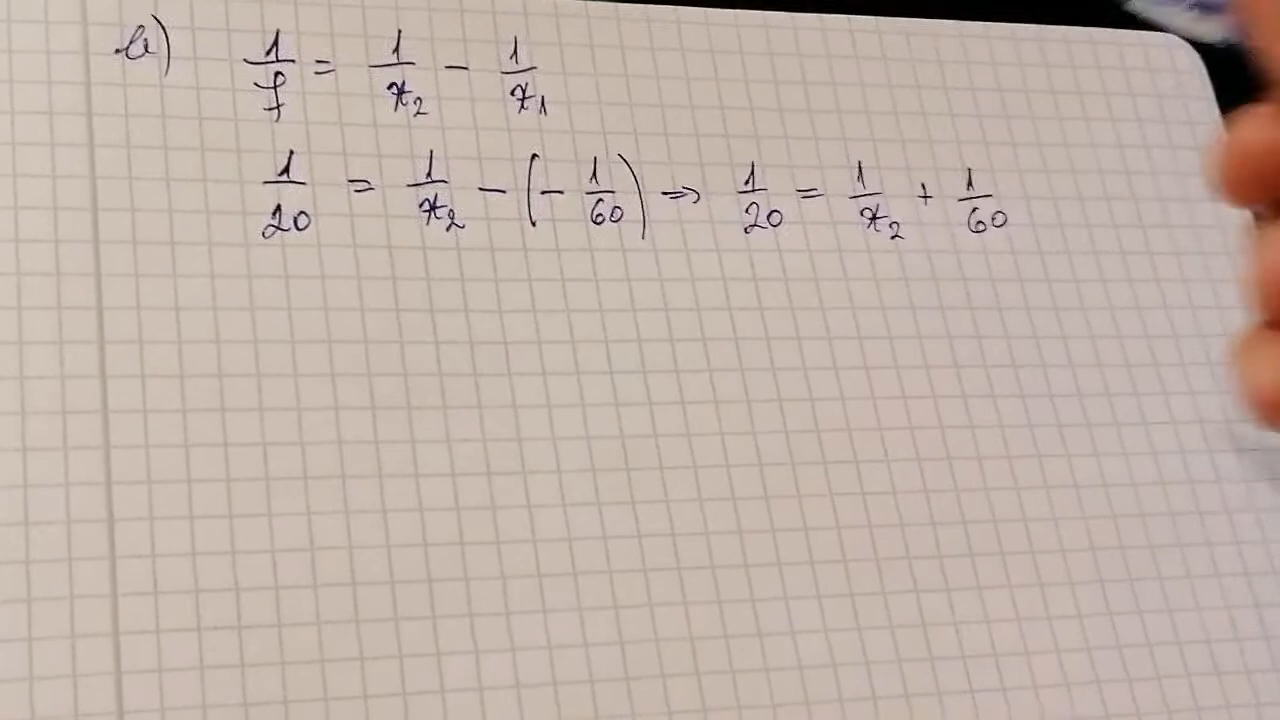 b) 1/f = 1/x₂ - 1/x₁
1/20 = 1/x₂ - (- 1/60) ⇒ 1/20 = 1/x₂ + 1/60